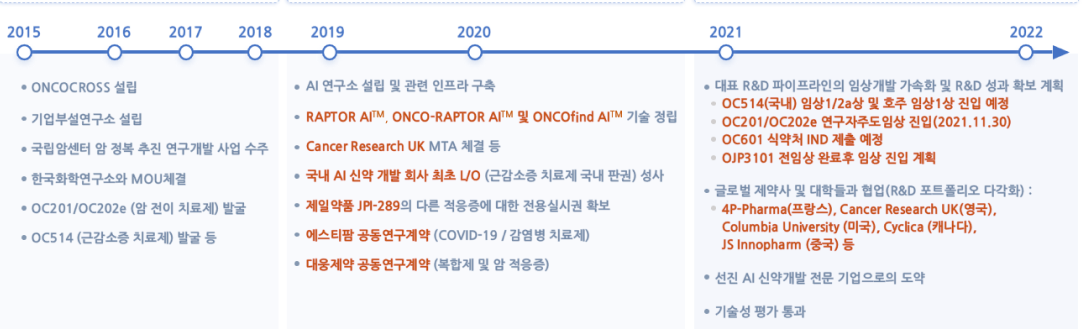 2015
2016
2017
2018
2019
2020
2021
2022
• ONCOCROSS 설립
• 기업부설연구소 설립
• 국립암센터 암 정복 추진 연구개발 사업 수주
• 한국화학연구소와 MOU체결
• OC201/OC202e (암 전이 치료제) 발굴
• OC514 (근감소증 치료제) 발굴 등
• AI 연구소 설립 및 관련 인프라 구축
• RAPTOR AI™, ONCO-RAPTOR AI™ 및 ONCOfind AI™ 기술 정립
• Cancer Research UK MTA 체결 등
• 국내 AI 신약 개발 회사 최초 L/O (근감소증 치료제 국내 판권) 성사
• 제일약품 JPI-289의 다른 적응증에 대한 전용실시권 확보
• 에스티팜 공동연구계약 (COVID-19 / 감염병 치료제)
• 대웅제약 공동연구계약 (복합제 및 암 적응증)
• 대표 R&D 파이프라인의 임상개발 가속화 및 R&D 성과 확보 계획
• OC514(국내) 임상1/2a상 및 호주 임상1상 진입 예정
• OC201/OC202e 연구자주도임상 진입(2021.11.30)
• OC601 식약처 IND 제출 예정
• OJP3101 전임상 완료후 임상 진입 계획
• 글로벌 제약사 및 대학들과 협업(R&D 포트폴리오 다각화) :
• 4P-Pharma(프랑스), Cancer Research UK(영국),
Columbia University (미국), Cyclica (캐나다),
JS Innopharm (중국) 등
• 선진 AI 신약개발 전문 기업으로의 도약
• 기술성 평가 통과